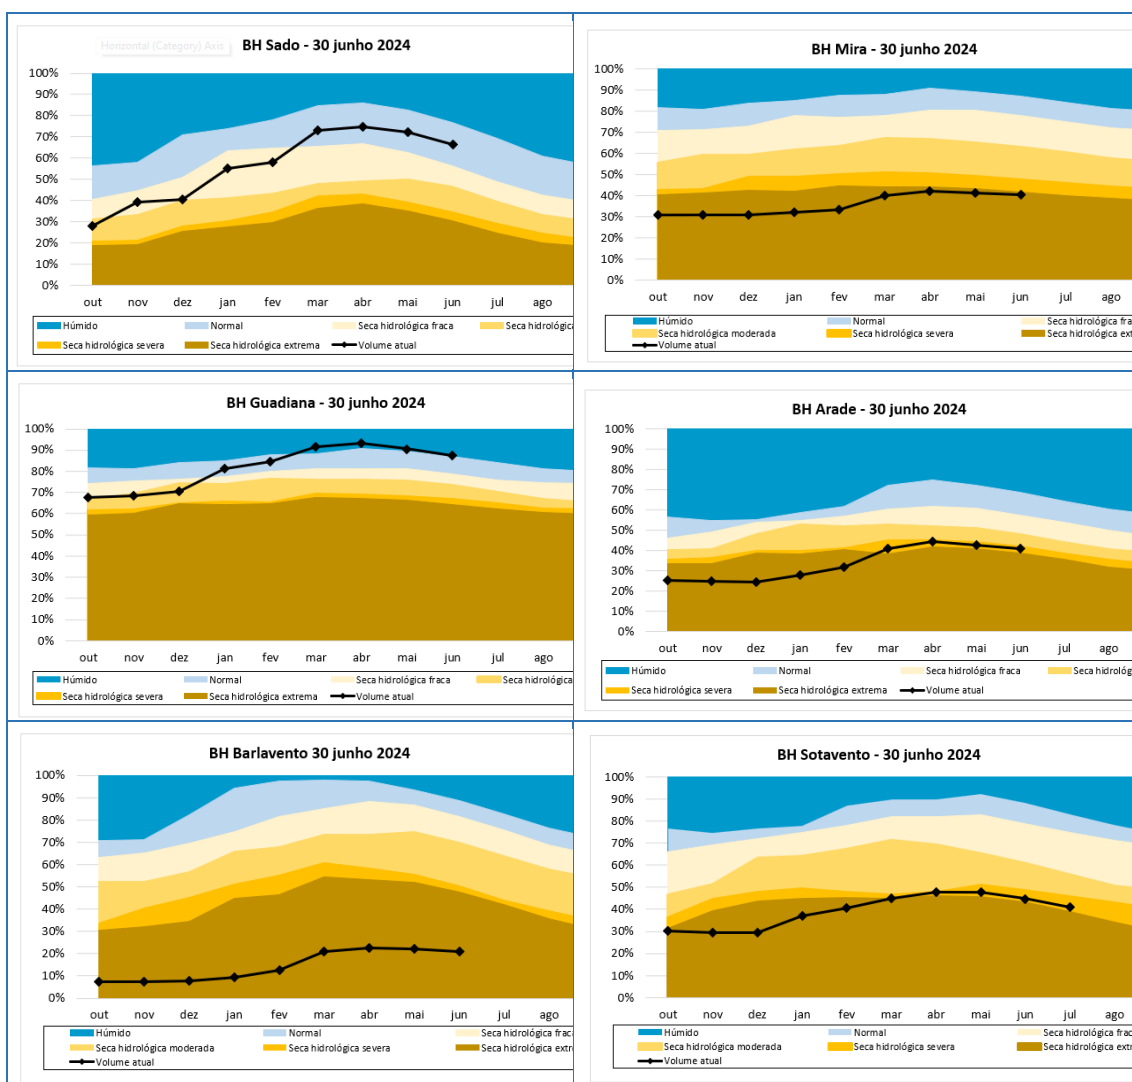 Horizontal (Category) Axis
BH Sado - 30 junho 2024
100%
90%
80%
70%
60%
50%
40%
30%
20%
10%
0%
out nov dez jan fev mar abr mai jun jul ago
Húmido Normal Seca hidrológica fraca Seca hidrológica
Seca hidrológica severa Seca hidrológica extrema Volume atual
BH Mira - 30 junho 2024
100%
90%
80%
70%
60%
50%
40%
30%
20%
10%
0%
out nov dez jan fev mar abr mai jun jul ago
Húmido Normal Seca hidrológica fra
Seca hidrológica moderada Seca hidrológica severa Seca hidrológica ext
Volume atual
BH Guadiana - 30 junho 2024
100%
90%
80%
70%
60%
50%
40%
30%
20%
10%
0%
out nov dez jan fev mar abr mai jun jul ago
Húmido Normal Seca hidrológica fraca Seca hidrológica
Seca hidrológica severa Seca hidrológica extrema Volume atual
BH Arade - 30 junho 2024
100%
90%
80%
70%
60%
50%
40%
30%
20%
10%
0%
out nov dez jan fev mar abr mai jun jul ago
Húmido Normal Seca hidrológica fraca Seca hidrológ
Seca hidrológica severa Seca hidrológica extrema Volume atual
BH Barlavento 30 junho 2024
100%
90%
80%
70%
60%
50%
40%
30%
20%
10%
0%
out nov dez jan fev mar abr mai jun jul ago
Húmido Normal Seca hidrológica fraca
Seca hidrológica moderada Seca hidrológica severa Seca hidrológica extre
Volume atual
BH Sotavento - 30 junho 2024
100%
90%
80%
70%
60%
50%
40%
30%
20%
10%
0%
out nov dez jan fev mar abr mai jun jul ago
Húmido Normal Seca hidrológica frac
Seca hidrológica moderada Seca hidrológica severa Seca hidrológica extr
Volume atual